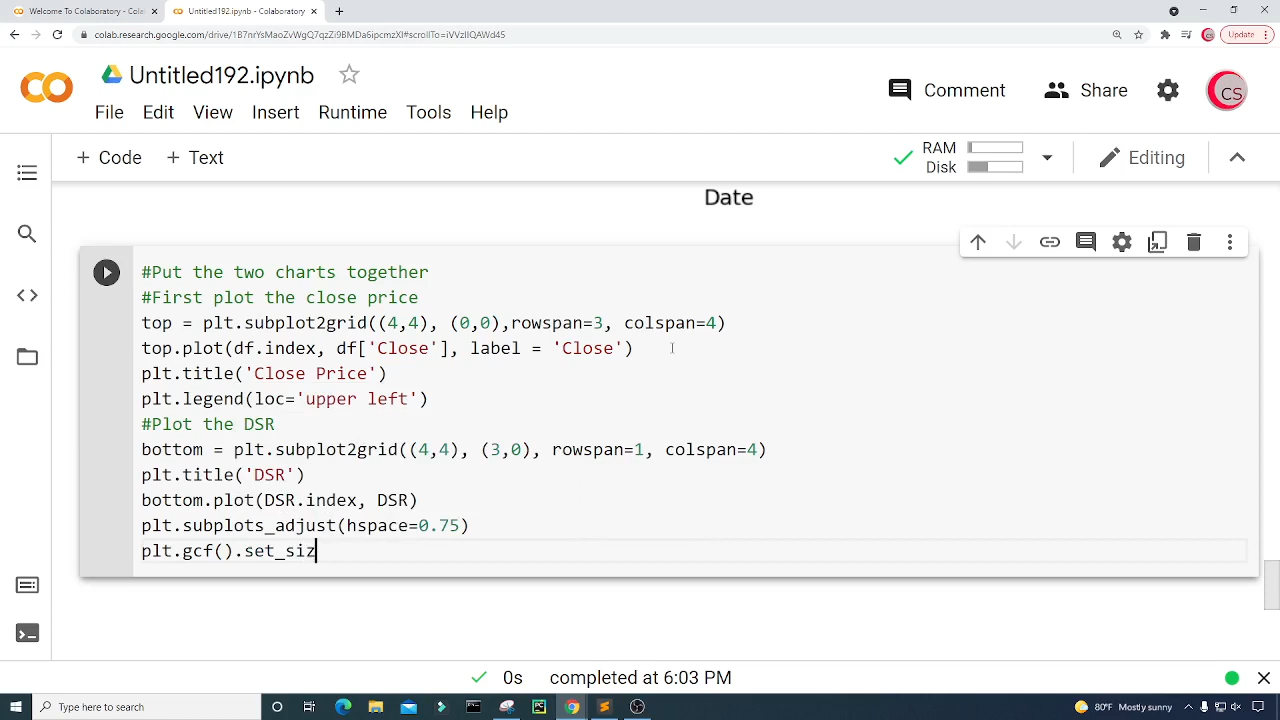 Welcome To Colaboratory - Colal
Untitled192.ipynb - Colaboratory
colab.research.google.com/drive/1B7nrYsMaoZvWgQ7qzZi9BMDa6ipcmzXI#scrollTo=iVVzIIQAWd45
Update
Untitled192.ipynb
Comment
Share
CS
File Edit View Insert Runtime Tools Help
+ Code + Text
RAM
Disk
Editing
Date
#Put the two charts together
#First plot the close price
top = plt.subplot2grid((4,4), (0,0),rowspan=3, colspan=4)
top.plot(df.index, df['Close'], label = 'Close')
plt.title('Close Price')
plt.legend(loc='upper left')
#Plot the DSR
bottom = plt.subplot2grid((4,4), (3,0), rowspan=1, colspan=4)
plt.title('DSR')
bottom.plot(DSR.index, DSR)
plt.subplots_adjust(hspace=0.75)
plt.gcf().set_siz
0s completed at 6:03 PM
Type here to search
80°F Mostly sunny